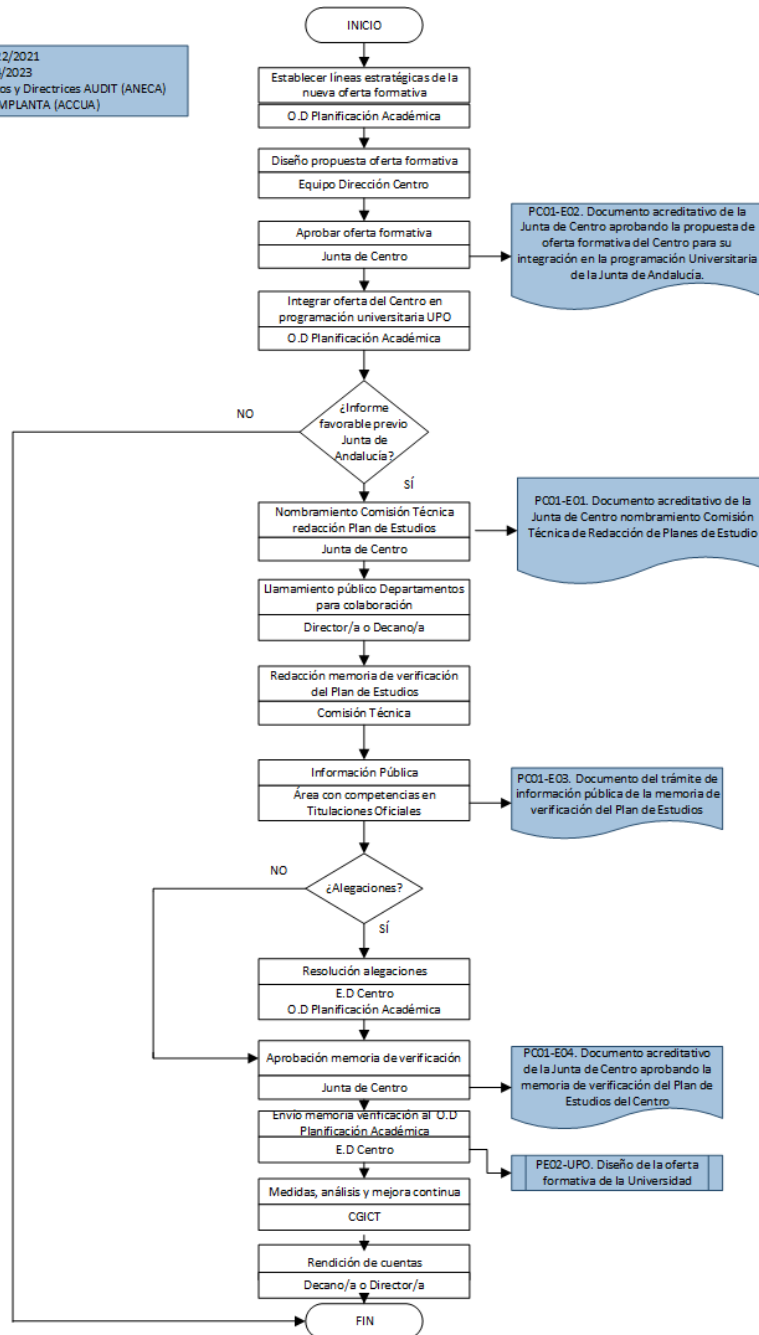 INICIO
22/2021
/2023
os y Directrices AUDIT (ANECA)
MPLANTA (ACCUA)
Establecer líneas estratégicas de la
nueva oferta formativa
O.D Planificación Académica
Diseño propuesta oferta formativa
Equipo Dirección Centro
Aprobar oferta formativa
Junta de Centro
PC01-E02. Documento acreditativo de la
Junta de Centro aprobando la propuesta de
oferta formativa del Centro para su
integración en la programación Universitaria
de la Junta de Andalucía.
Integrar oferta del Centro en
programación universitaria UPO
O.D Planificación Académica
¿Informe
favorable previo
Junta de
Andalucía?
NO
SÍ
Nombramiento Comisión Técnica
redacción Plan de Estudios
Junta de Centro
PC01-E01. Documento acreditativo de la
Junta de Centro nombramiento Comisión
Técnica de Redacción de Planes de Estudio
Llamamiento público Departamentos
para colaboración
Director/a o Decano/a
Redacción memoria de verificación
del Plan de Estudios
Comisión Técnica
Información Pública
Área con competencias en
Titulaciones Oficiales
PC01-E03. Documento del trámite de
información pública de la memoria de
verificación del Plan de Estudios
NO
¿Alegaciones?
SÍ
Resolución alegaciones
E.D Centro
O.D Planificación Académica
Aprobación memoria de verificación
Junta de Centro
PC01-E04. Documento acreditativo
de la Junta de Centro aprobando la
memoria de verificación del Plan de
Estudios del Centro
Envío memoria verificación al O.D
Planificación Académica
E.D Centro
PE02-UPO. Diseño de la oferta
formativa de la Universidad
Medidas, análisis y mejora continua
CGICT
Rendición de cuentas
Decano/a o Director/a
FIN